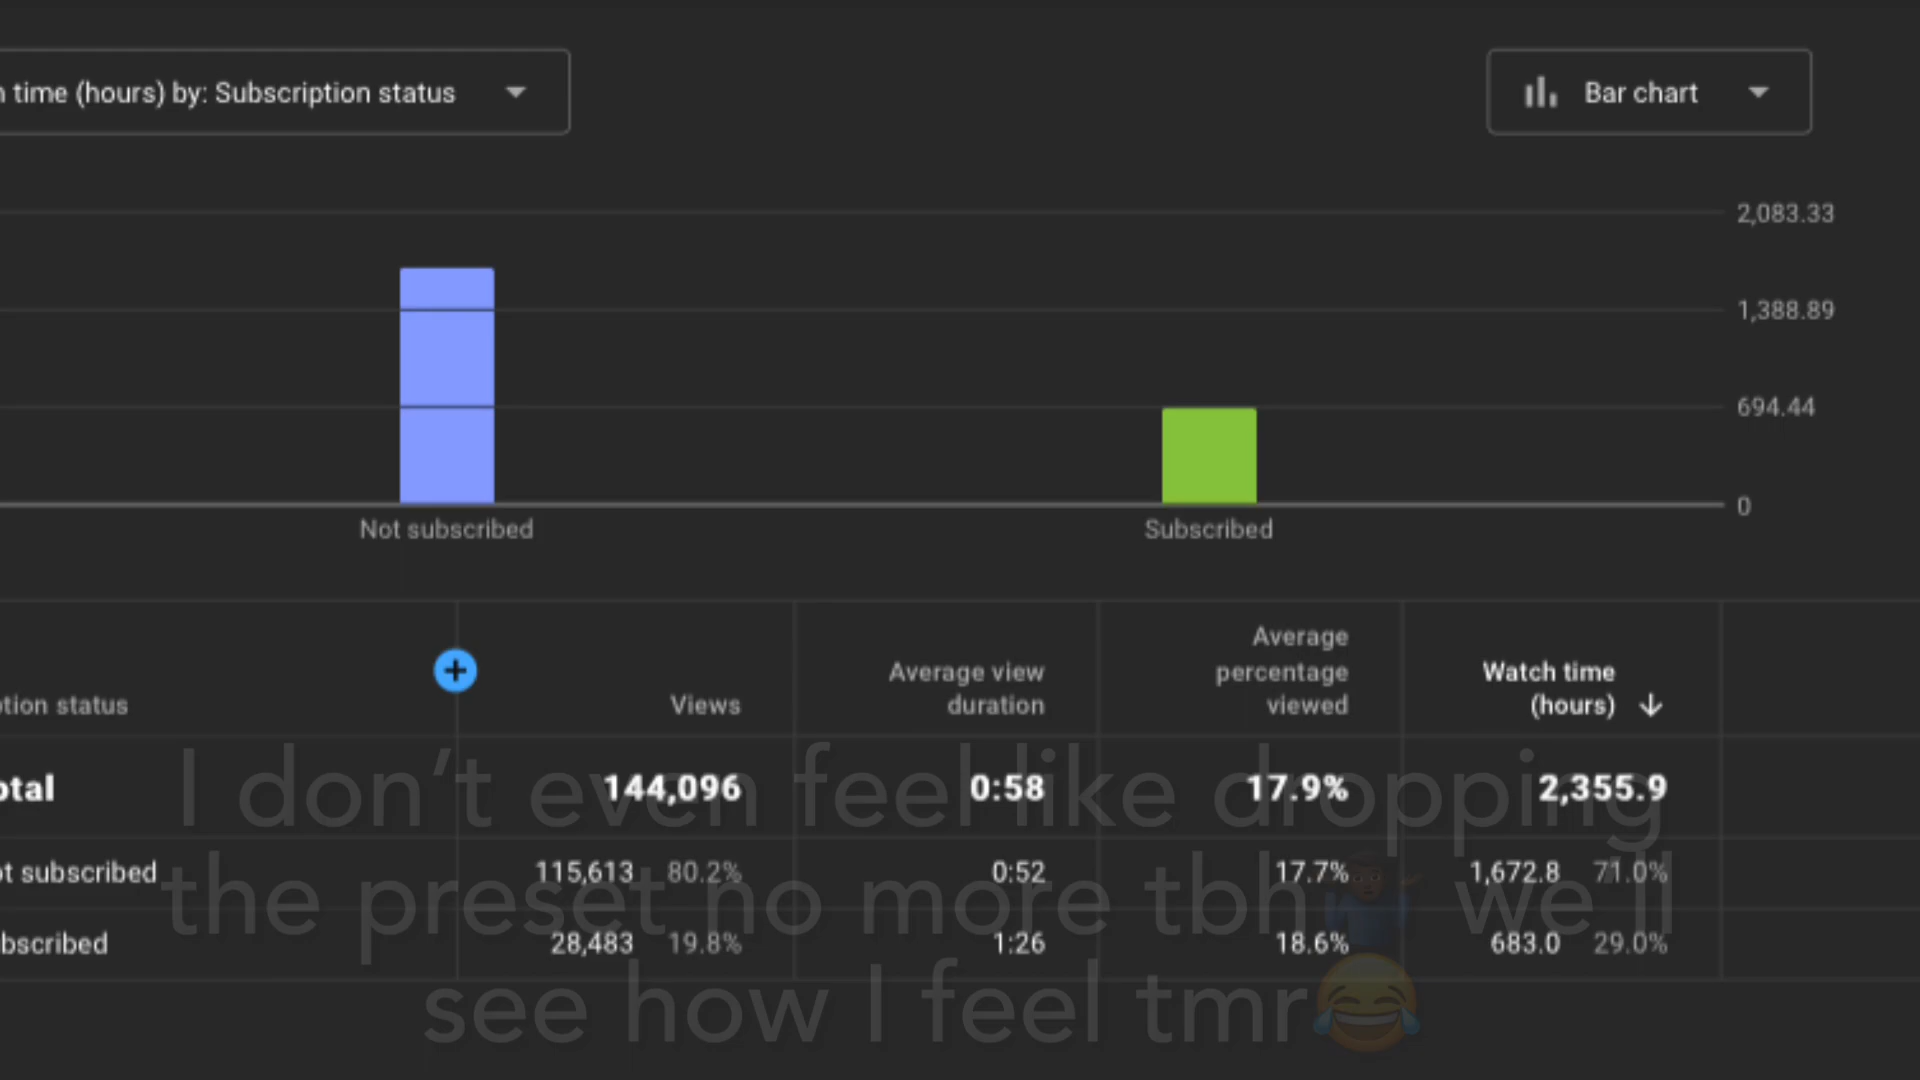 time (hours) by: Subscription status
Bar chart
2,083.33
1,388.89
694.44
0
Not subscribed
Subscribed
tion status
Views
Average view duration
Average percentage viewed
Watch time (hours)
otal 144,096 0:58 17.9% 2,355.9
t subscribed 115,613 80.2% 0:52 17.7% 1,672.8 71.0%
bscribed 28,483 19.8% 1:26 18.6% 683.0 29.0%
I don't even feel like dropping
the preset no more tbh🤷🏿‍♂️ we'll
see how I feel tmr😂